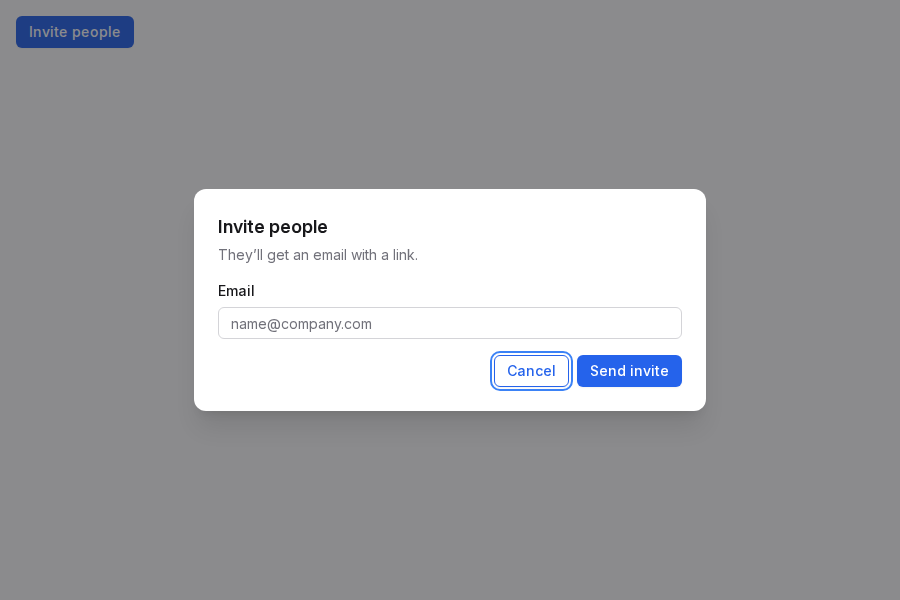 Invite people
Invite people
They’ll get an email with a link.
Email
name@company.com
Cancel
Send invite